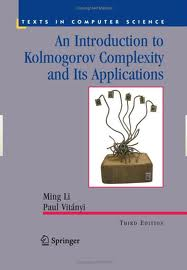 TEXTS IN COMPUTER SCIENCE
An Introduction to
Kolmogorov Complexity
and Its Applications
Ming Li
Paul Vitányi
THIRD EDITION
Springer